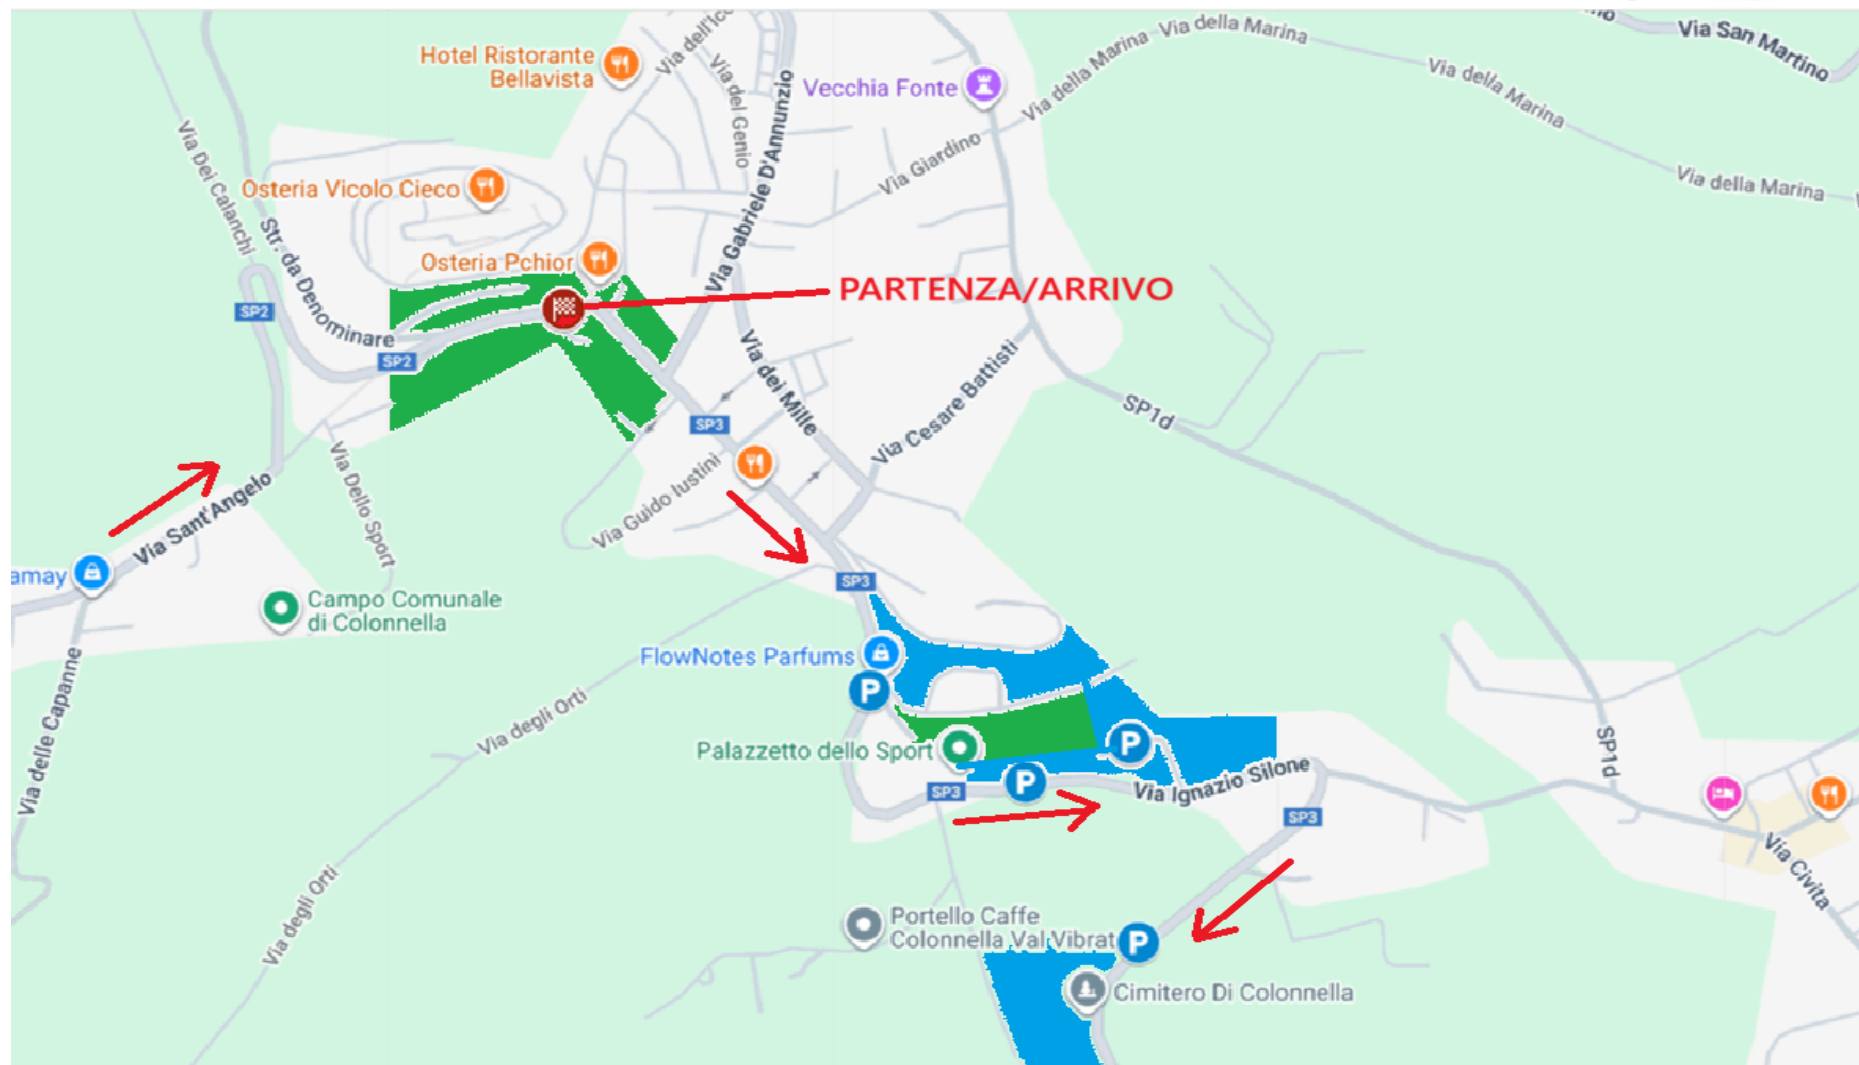 Via San Martino
Via della Marina
Via della Marina
Via della Marina
Via della Marina
Hotel Ristorante
Bellavista
Via del Genio
Vecchia Fonte
Via Gabriele D'Annunzio
Via Giardino
Via Dei Calanchi
Osteria Vicolo Cieco
Str. da Denominare
Osteria Pchior
PARTENZA/ARRIVO
SP2
SP2
Via dei Mille
Via Cesare Battisti
SP1d
SP3
Via Guido Iustini
Via Dello Sport
Via Sant'Angelo
amay
Campo Comunale
di Colonnella
SP3
FlowNotes Parfums
P
Via delle Capanne
Via degli Orti
Palazzetto dello Sport
P
P
SP3
Via Ignazio Silone
SP1d
SP3
Via Civita
Via degli Orti
Portello Caffe
Colonnella Val Vibrat
P
Cimitero Di Colonnella